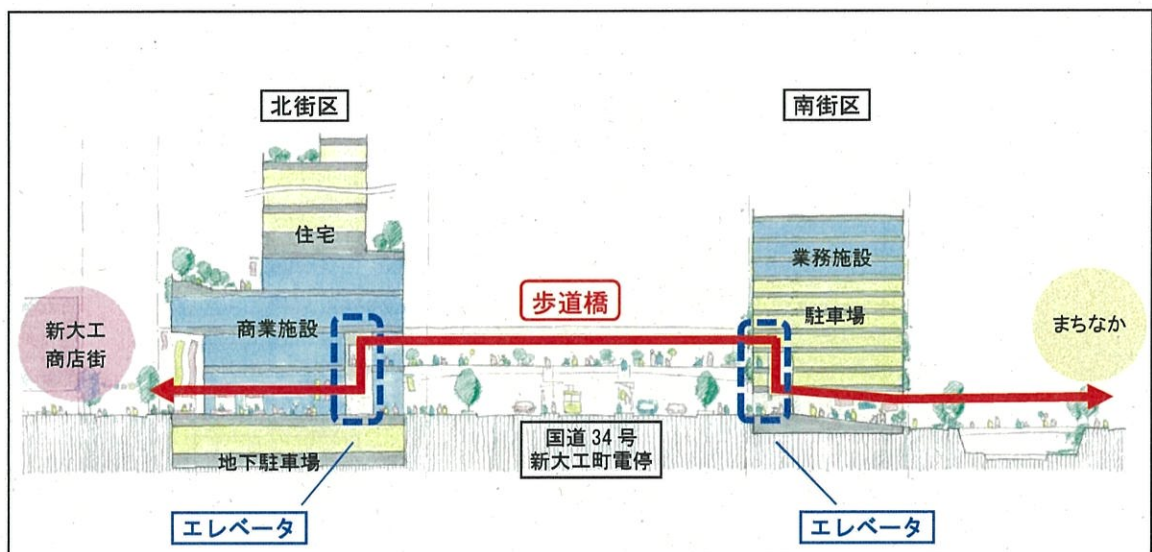 北街区
南街区
住宅
業務施設
歩道橋
新大工
商店街
商業施設
駐車場
まちなか
国道34号
新大工町電停
地下駐車場
エレベータ
エレベータ